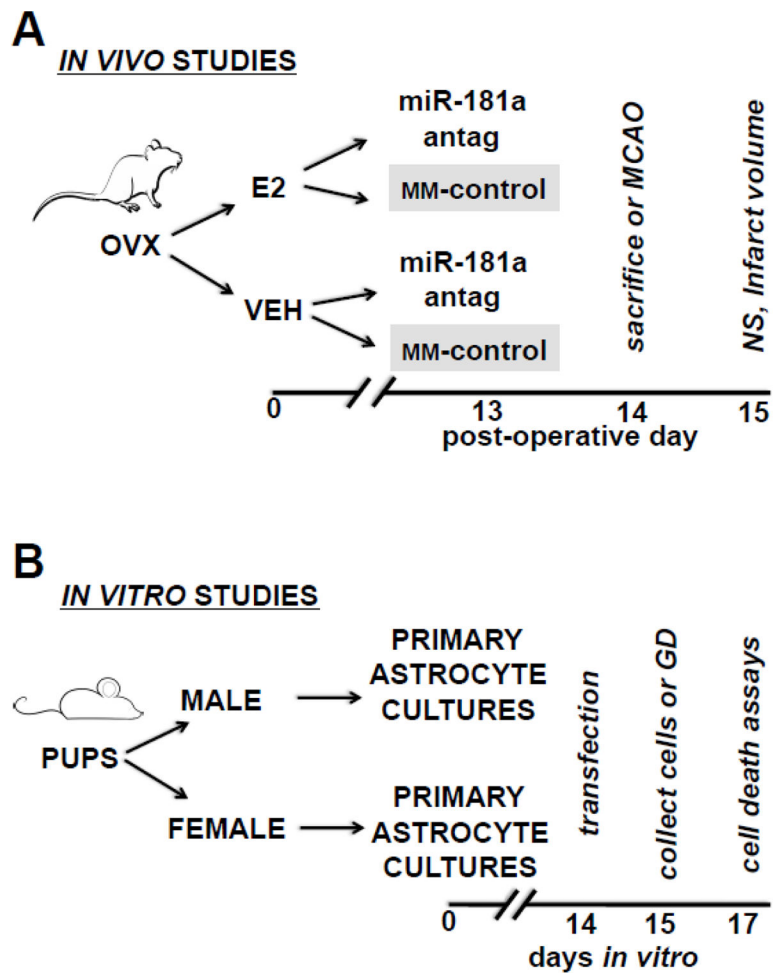 A
IN VIVO STUDIES
OVX
E2
VEH
miR-181a
antag
MM-control
miR-181a
antag
MM-control
sacrifice or MCAO
NS, Infarct volume
0
13
14
15
post-operative day
B
IN VITRO STUDIES
PUPS
MALE
FEMALE
PRIMARY
ASTROCYTE
CULTURES
PRIMARY
ASTROCYTE
CULTURES
transfection
collect cells or GD
cell death assays
0
14
15
17
days in vitro